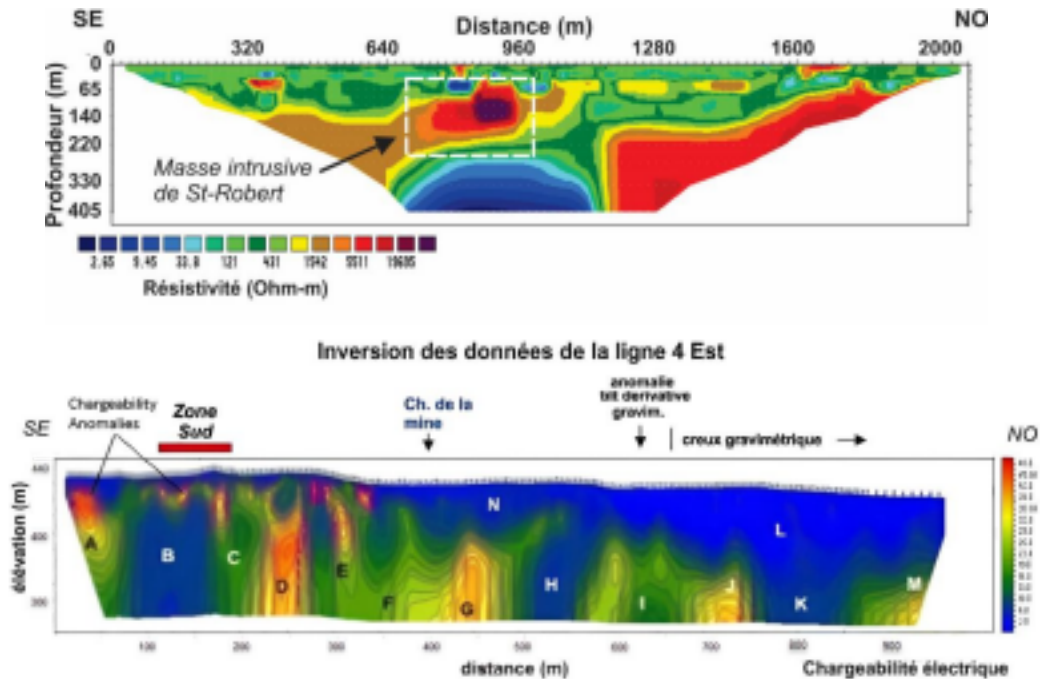 SE
Distance (m)
NO
0 320 640 960 1280 1600 2000
Profondeur (m)
0
65
140
220
330
405
Masse intrusive
de St-Robert
2.65 9.45 33.8 121 431 1542 5511 19685
Résistivité (Ohm-m)
Inversion des données de la ligne 4 Est
Chargeability
Anomalies
Zone
Sud
Ch. de la
mine
anomalie
tilt derivative
gravim.
creux gravimétrique
SE
NO
élévation (m)
440
400
A
B
C
D
E
F
G
H
I
J
K
L
M
N
100 200 300 400 500 600 700 800 900
distance (m)
Chargeabilité électrique